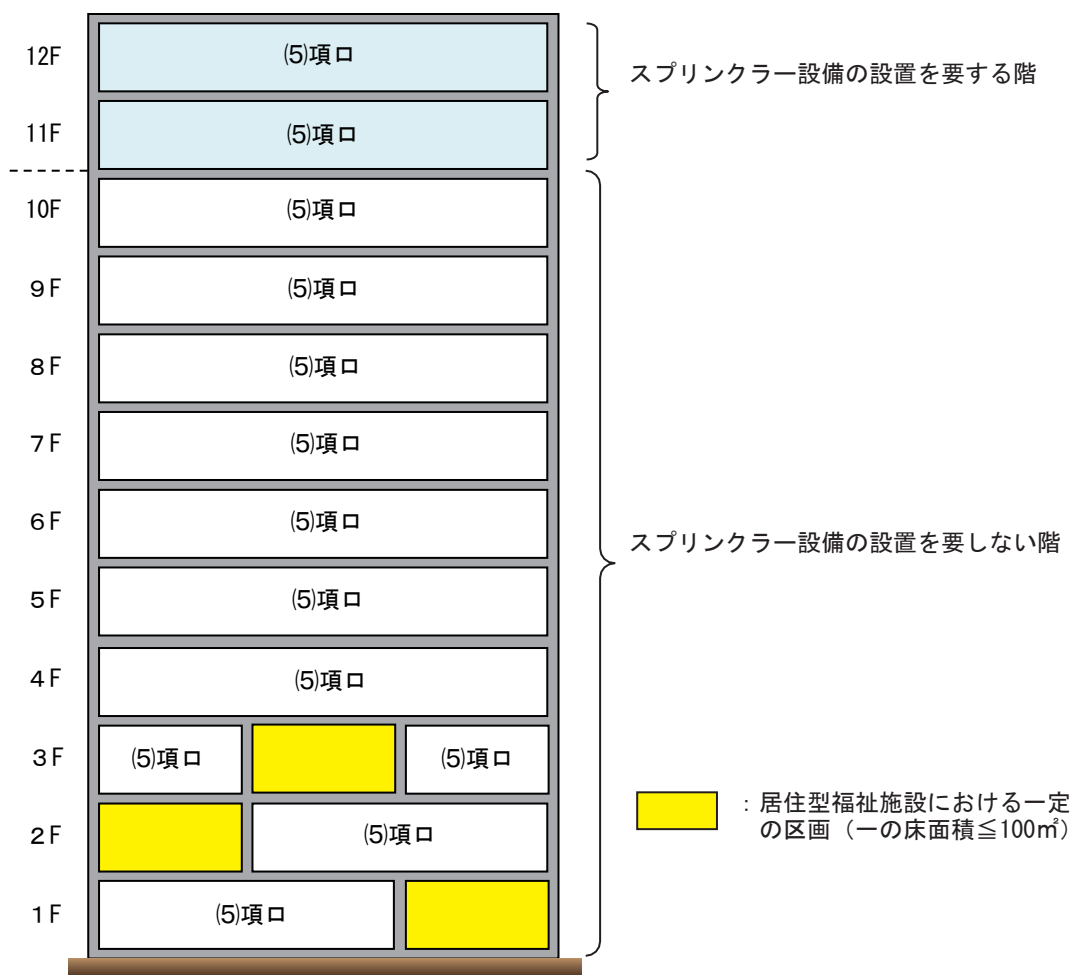 12F
(5)項ロ
11F
(5)項ロ
スプリンクラー設備の設置を要する階
10F
(5)項ロ
9F
(5)項ロ
8F
(5)項ロ
7F
(5)項ロ
6F
(5)項ロ
スプリンクラー設備の設置を要しない階
5F
(5)項ロ
4F
(5)項ロ
3F
(5)項ロ
(5)項ロ
2F
(5)項ロ
1F
(5)項ロ
:居住型福祉施設における一定
の区画(一の床面積≦100㎡)